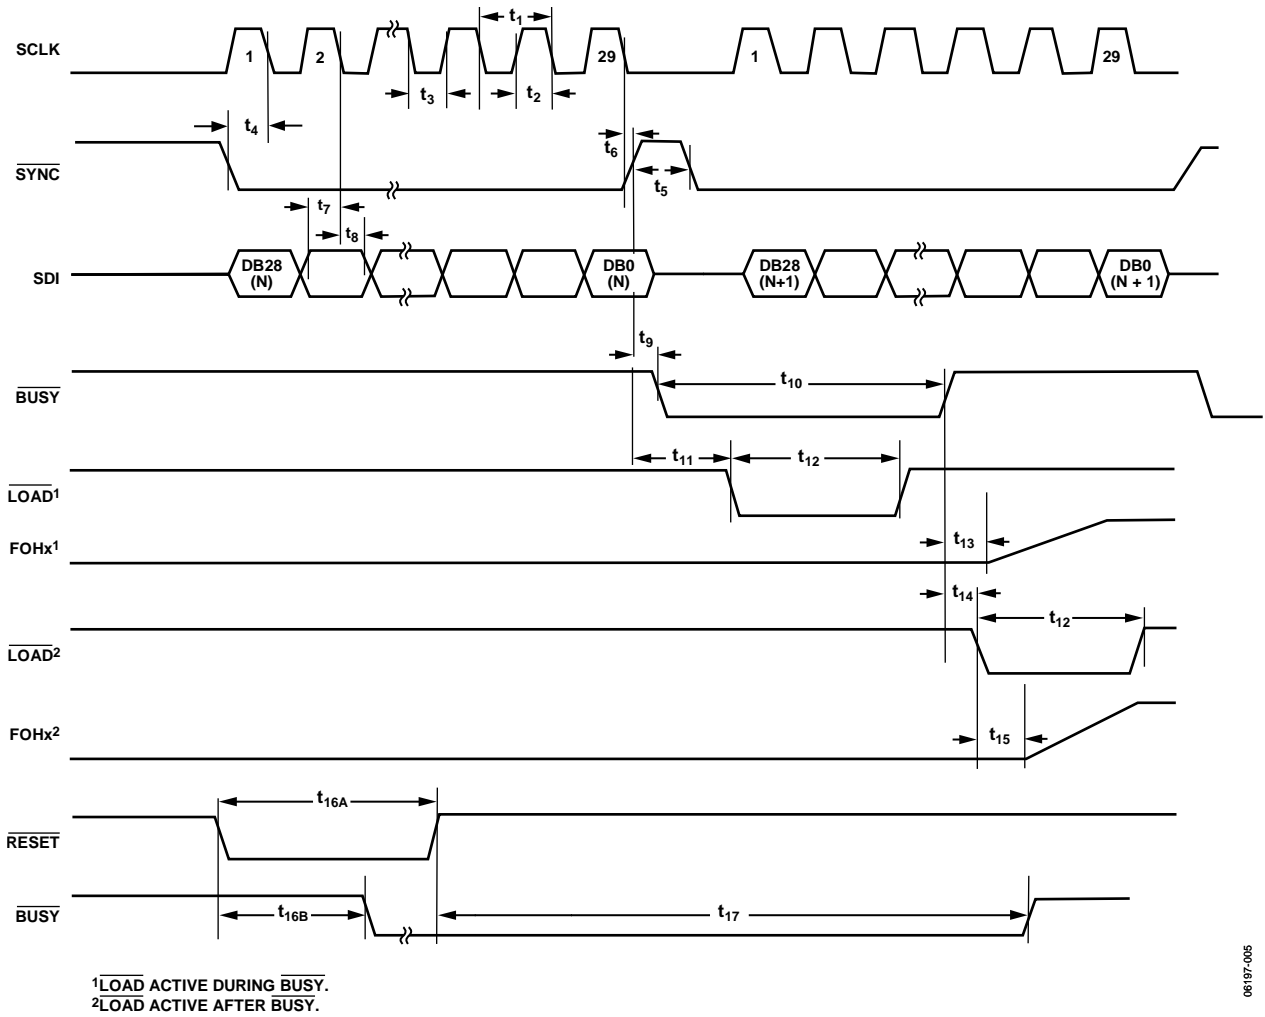 SCLK 1 2 t1 29 1 29
t3 t2
t4
t6
SYNC
t5
t7
t8
SDI DB28 (N) DB0 (N) DB28 (N+1) DB0 (N + 1)
t9
t10
BUSY
t11 t12
LOAD1
FOHx1
t13
t14
t12
LOAD2
FOHx2
t15
t16A
RESET
BUSY
t16B t17
1LOAD ACTIVE DURING BUSY.
2LOAD ACTIVE AFTER BUSY.
06197-005